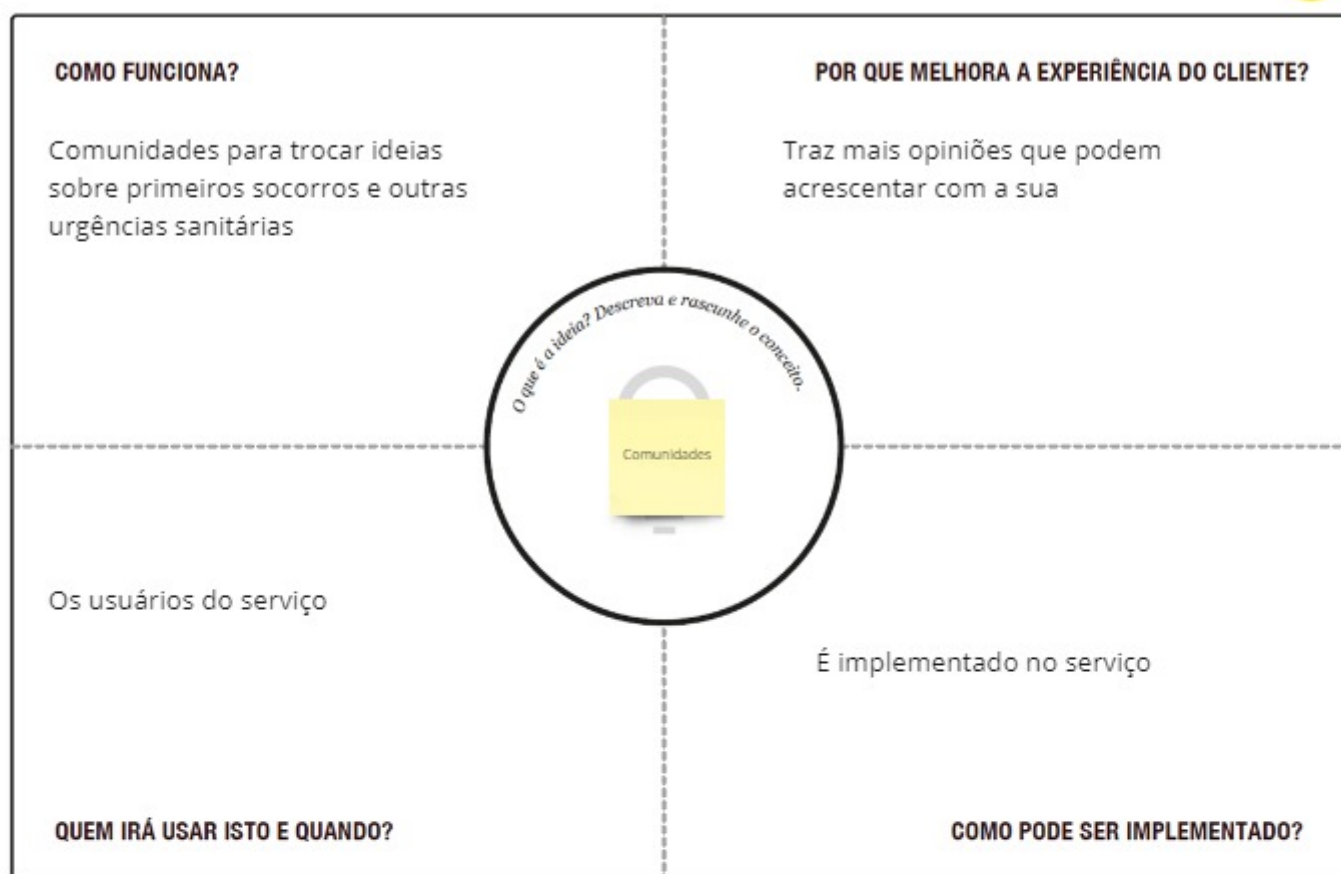 COMO FUNCIONA?
Comunidades para trocar ideias
sobre primeiros socorros e outras
urgências sanitárias
POR QUE MELHORA A EXPERIÊNCIA DO CLIENTE?
Traz mais opiniões que podem
acrescentar com a sua
O que é a ideia? Descreva e rascunhe o conceito.
Comunidades
Os usuários do serviço
QUEM IRÁ USAR ISTO E QUANDO?
É implementado no serviço
COMO PODE SER IMPLEMENTADO?